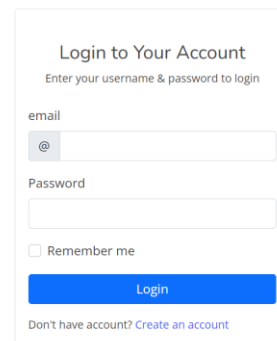 Login to Your Account
Enter your username & password to login
email
@
Password
Remember me
Login
Don't have account? Create an account